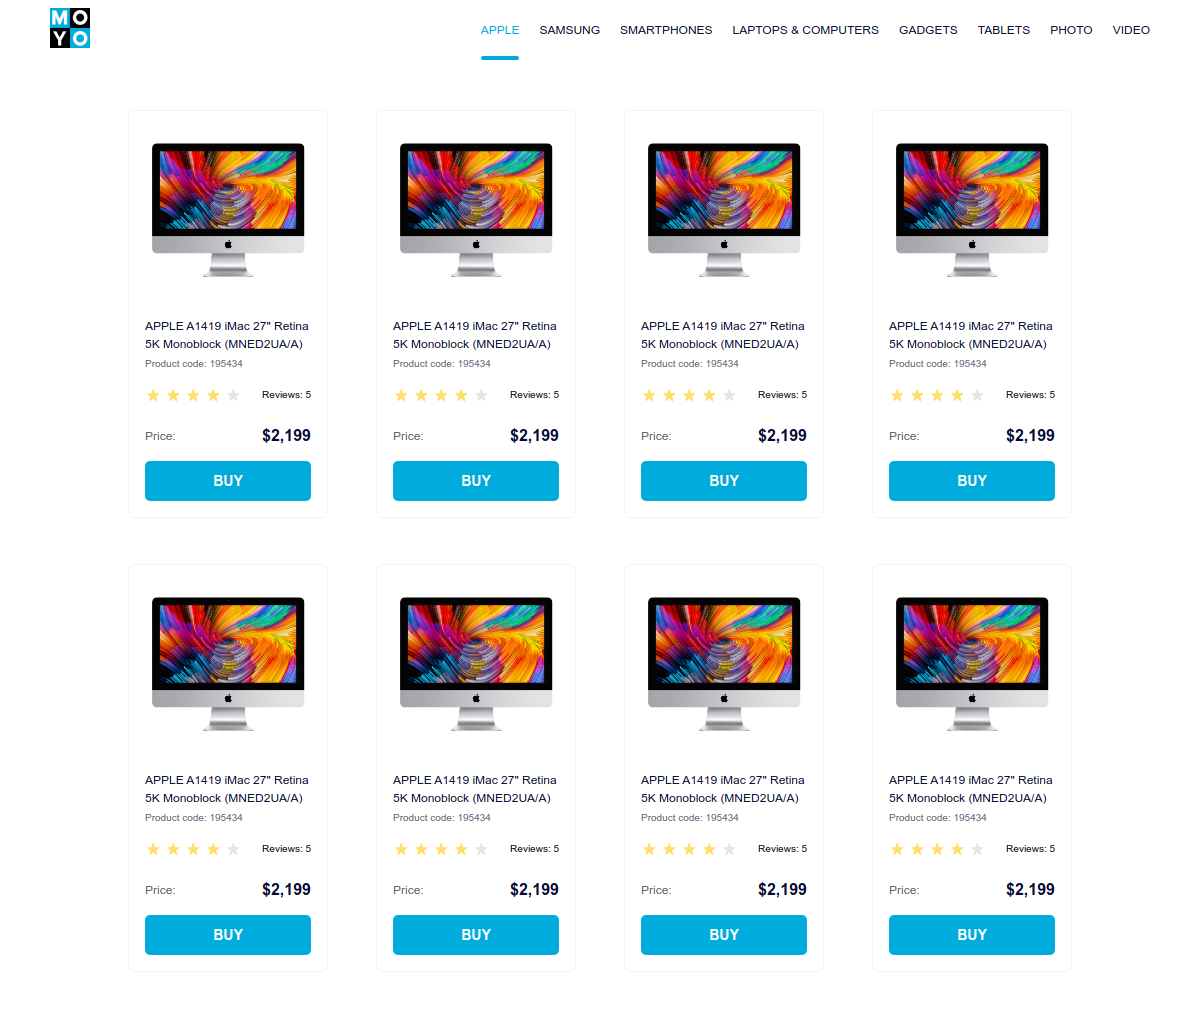 MO
YO
APPLE SAMSUNG SMARTPHONES LAPTOPS & COMPUTERS GADGETS TABLETS PHOTO VIDEO
APPLE A1419 iMac 27" Retina
5K Monoblock (MNED2UA/A)
Product code: 195434
Reviews: 5
Price: $2,199
BUY
APPLE A1419 iMac 27" Retina
5K Monoblock (MNED2UA/A)
Product code: 195434
Reviews: 5
Price: $2,199
BUY
APPLE A1419 iMac 27" Retina
5K Monoblock (MNED2UA/A)
Product code: 195434
Reviews: 5
Price: $2,199
BUY
APPLE A1419 iMac 27" Retina
5K Monoblock (MNED2UA/A)
Product code: 195434
Reviews: 5
Price: $2,199
BUY
APPLE A1419 iMac 27" Retina
5K Monoblock (MNED2UA/A)
Product code: 195434
Reviews: 5
Price: $2,199
BUY
APPLE A1419 iMac 27" Retina
5K Monoblock (MNED2UA/A)
Product code: 195434
Reviews: 5
Price: $2,199
BUY
APPLE A1419 iMac 27" Retina
5K Monoblock (MNED2UA/A)
Product code: 195434
Reviews: 5
Price: $2,199
BUY
APPLE A1419 iMac 27" Retina
5K Monoblock (MNED2UA/A)
Product code: 195434
Reviews: 5
Price: $2,199
BUY